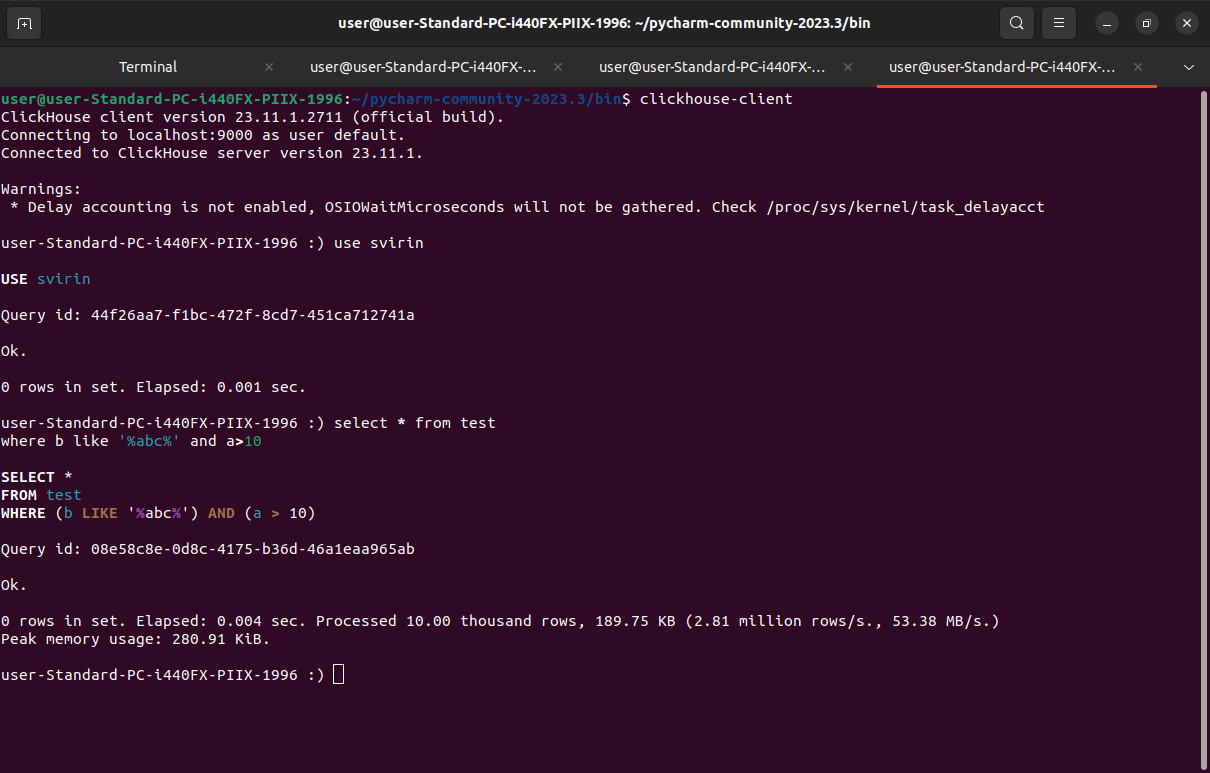 user@user-Standard-PC-i440FX-PIIX-1996: ~/pycharm-community-2023.3/bin
Terminal
user@user-Standard-PC-i440FX-...
user@user-Standard-PC-i440FX-...
user@user-Standard-PC-i440FX-...
user@user-Standard-PC-i440FX-PIIX-1996:~/pycharm-community-2023.3/bin$ clickhouse-client
ClickHouse client version 23.11.1.2711 (official build).
Connecting to localhost:9000 as user default.
Connected to ClickHouse server version 23.11.1.
Warnings:
 * Delay accounting is not enabled, OSIOWaitMicroseconds will not be gathered. Check /proc/sys/kernel/task_delayacct
user-Standard-PC-i440FX-PIIX-1996 :) use svirin
USE svirin
Query id: 44f26aa7-f1bc-472f-8cd7-451ca712741a
Ok.
0 rows in set. Elapsed: 0.001 sec.
user-Standard-PC-i440FX-PIIX-1996 :) select * from test
where b like '%abc%' and a>10
SELECT *
FROM test
WHERE (b LIKE '%abc%') AND (a > 10)
Query id: 08e58c8e-0d8c-4175-b36d-46a1eaa965ab
Ok.
0 rows in set. Elapsed: 0.004 sec. Processed 10.00 thousand rows, 189.75 KB (2.81 million rows/s., 53.38 MB/s.)
Peak memory usage: 280.91 KiB.
user-Standard-PC-i440FX-PIIX-1996 :)